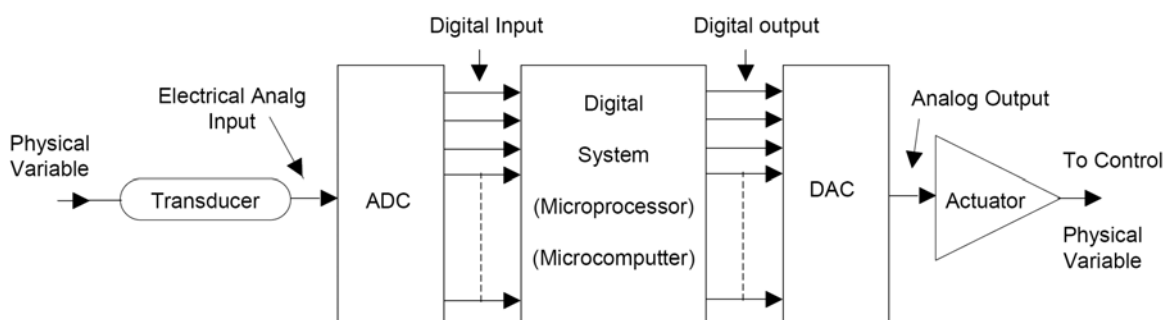 Digital Input
Digital output
Electrical Analg
Input
Analog Output
Physical
Variable
Transducer
ADC
Digital
System
(Microprocessor)
(Microcomputter)
DAC
Actuator
To Control
Physical
Variable